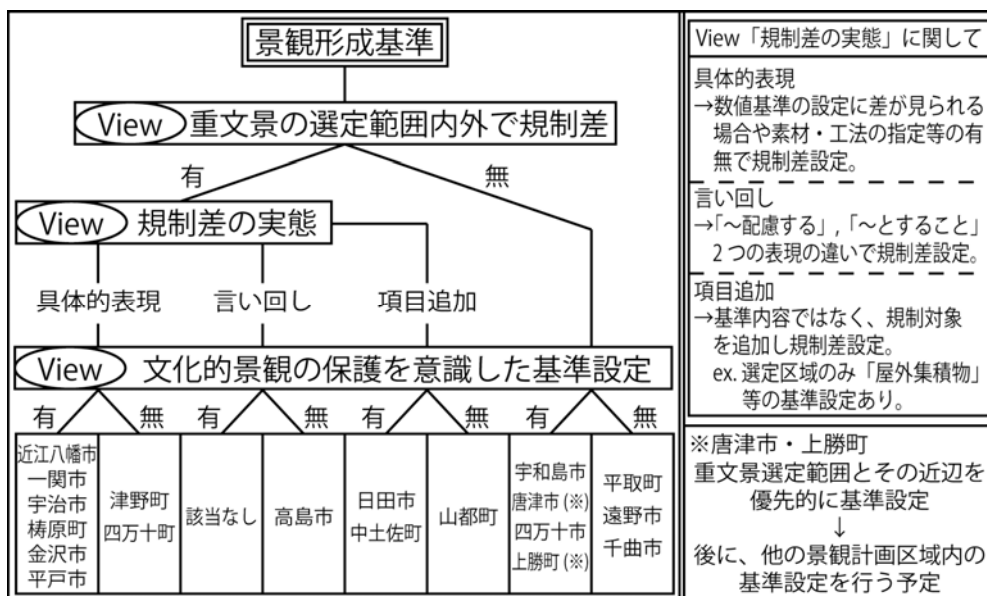 景観形成基準
View 重文景の選定範囲内外で規制差
有 無
View 規制差の実態
具体的表現 言い回し 項目追加
View 文化的景観の保護を意識した基準設定
有 無 有 無 有 無 有 無
近江八幡市
一関市
宇治市
梼原町
金沢市
平戸市
津野町
四万十町
該当なし
高島市
日田市
中土佐町
山都町
宇和島市
唐津市(※)
四万十市
上勝町(※)
平取町
遠野市
千曲市
View「規制差の実態」に関して
具体的表現
→数値基準の設定に差が見られる
場合や素材・工法の指定等の有
無で規制差設定。
言い回し
→「～配慮する」,「～とすること」
2つの表現の違いで規制差設定。
項目追加
→基準内容ではなく、規制対象
を追加し規制差設定。
ex. 選定区域のみ「屋外集積物」
等の基準設定あり。
※唐津市・上勝町
重文景選定範囲とその近辺を
優先的に基準設定
↓
後に、他の景観計画区域内の
基準設定を行う予定